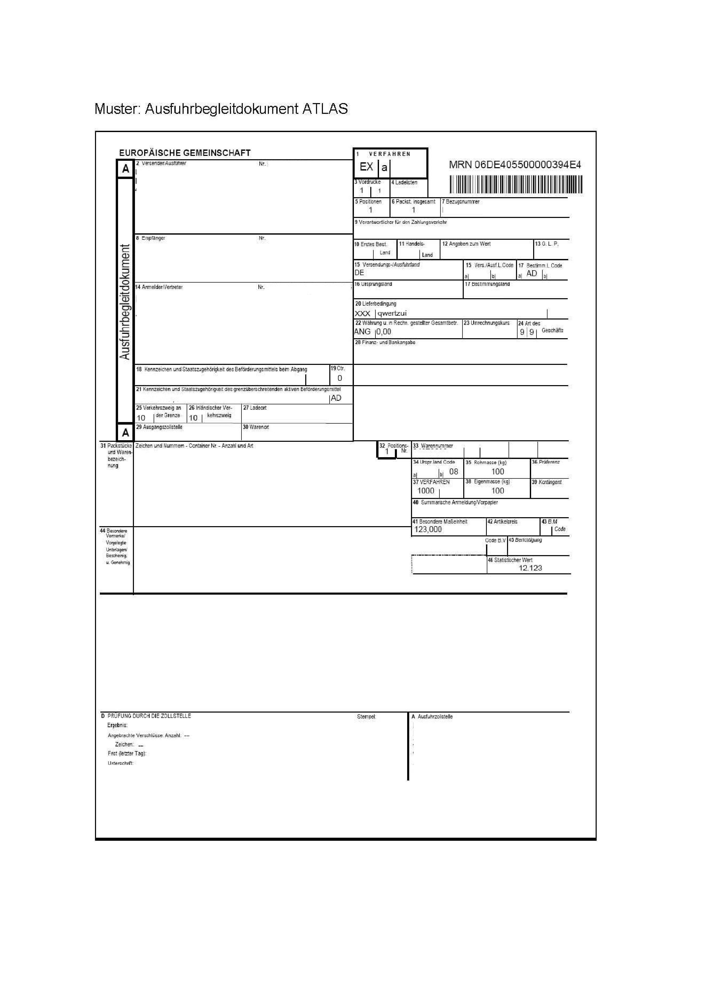 Muster: Ausfuhrbegleitdokument ATLAS
EUROPÄISCHE GEMEINSCHAFT
A
Ausfuhrbegleitdokument
A
2 Versender/Ausführer Nr.
1 VERFAHREN
EX a
MRN 06DE405500000394E4
3 Vordrucke 4 Ladelisten
1 1
5 Positionen 6 Packst. insgesamt 7 Bezugsnummer
1 1
9 Verantwortlicher für den Zahlungsverkehr
8 Empfänger Nr.
10 Erstes Best. 11 Handels- 12 Angaben zum Wert 13 G. L. P.
Land Land
15 Versendungs-/Ausfuhrland 15 Vers./Ausf.L.Code 17 Bestimm.L.Code
DE a| b| a| AD b|
14 Anmelder/Vertreter Nr.
16 Ursprungsland 17 Bestimmungsland
20 Lieferbedingung
XXX qwertzui
22 Währung u. in Rechn. gestellter Gesamtbetr. 23 Umrechnungskurs 24 Art des
ANG 0,00 9 9 Geschäfts
28 Finanz- und Bankangabe
18 Kennzeichen und Staatszugehörigkeit des Beförderungsmittels beim Abgang 19 Ctr.
0
21 Kennzeichen und Staatszugehörigkeit des grenzüberschreitenden aktiven Beförderungsmittel
AD
25 Verkehrszweig an 26 Inländischer Ver- 27 Ladeort
10 der Grenze 10 kehrszweig
29 Ausgangszollstelle 30 Warenort
31 Packstücke Zeichen und Nummern - Container Nr. - Anzahl und Art
und Waren-
bezeich-
nung
32 Positions- 33 Warennummer
1 Nr.
34 Urspr.land Code 35 Rohmasse (kg) 36 Präferenz
a| b| 08 100
37 VERFAHREN 38 Eigenmasse (kg) 39 Kontingent
1000 100
40 Summarische Anmeldung/Vorpapier
41 Besondere Maßeinheit 42 Artikelpreis 43 B.M
123,000 Code
44 Besondere
Vermerke/
Vorgelegte
Unterlagen/
Bescheinig.
u. Genehmig.
Code B.V 45 Berichtigung
46 Statistischer Wert
12.123
D PRÜFUNG DURCH DIE ZOLLSTELLE Stempel: A Ausfuhrzollstelle
Ergebnis:
Angebrachte Verschlüsse: Anzahl: --
Zeichen: --
Frist (letzter Tag):
Unterschrift: